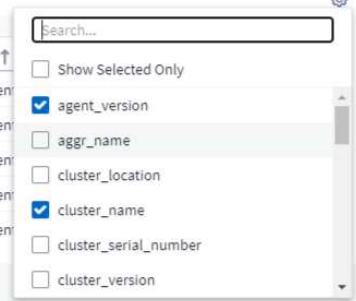 Search...
Show Selected Only
agent_version
aggr_name
cluster_location
cluster_name
cluster_serial_number
cluster_version